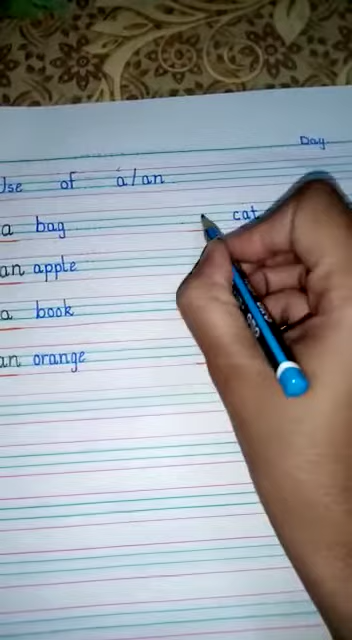 Day
Use of a/an
a bag cat
an apple
a book
an orange